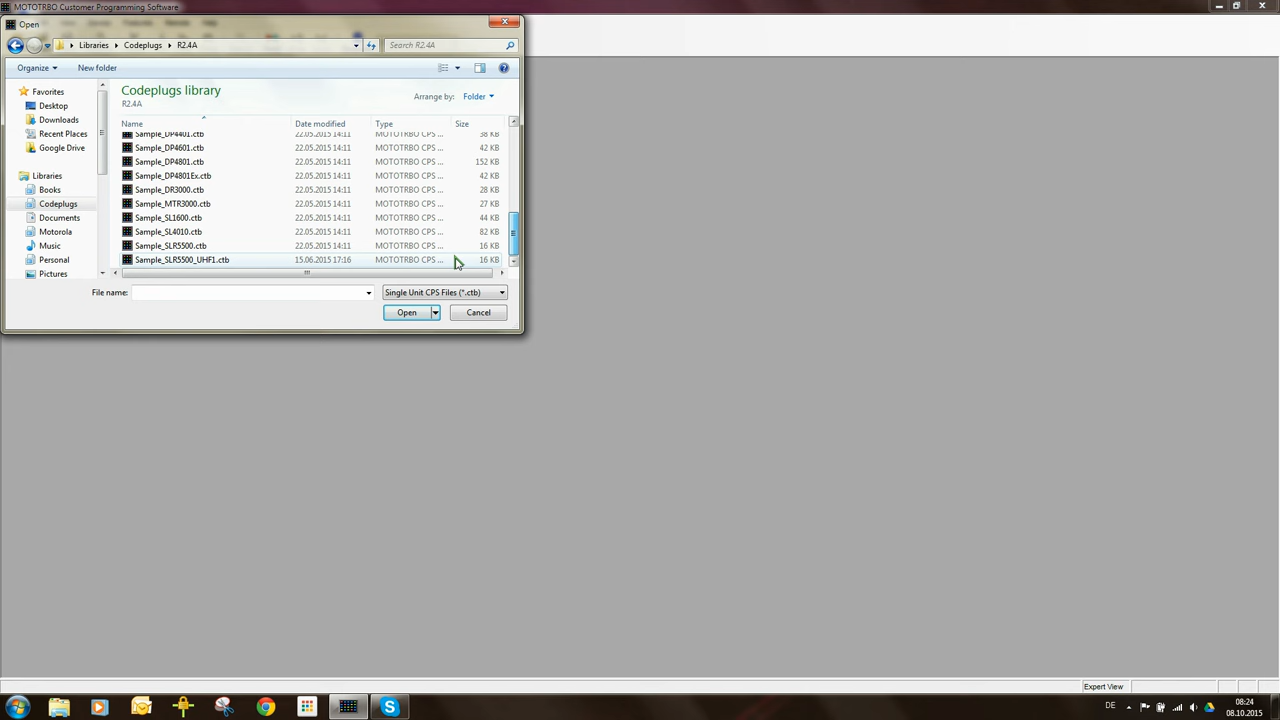 MOTOTRBO Customer Programming Software
Open
Libraries Codeplugs R2.4A
Search R2.4A
Organize New folder
Favorites
Desktop
Downloads
Recent Places
Google Drive
Libraries
Books
Codeplugs
Documents
Motorola
Music
Personal
Pictures
Codeplugs library
R2.4A
Arrange by: Folder
Name Date modified Type Size
Sample_DP4401.ctb 22.05.2015 14:11 MOTOTRBO CPS ... 38 KB
Sample_DP4601.ctb 22.05.2015 14:11 MOTOTRBO CPS ... 42 KB
Sample_DP4801.ctb 22.05.2015 14:11 MOTOTRBO CPS ... 152 KB
Sample_DP4801Ex.ctb 22.05.2015 14:11 MOTOTRBO CPS ... 42 KB
Sample_DR3000.ctb 22.05.2015 14:11 MOTOTRBO CPS ... 28 KB
Sample_MTR3000.ctb 22.05.2015 14:11 MOTOTRBO CPS ... 27 KB
Sample_SL1600.ctb 22.05.2015 14:11 MOTOTRBO CPS ... 44 KB
Sample_SL4010.ctb 22.05.2015 14:11 MOTOTRBO CPS ... 82 KB
Sample_SLR5500.ctb 22.05.2015 14:11 MOTOTRBO CPS ... 16 KB
Sample_SLR5500_UHF1.ctb 15.06.2015 17:16 MOTOTRBO CPS ... 16 KB
File name: Single Unit CPS Files (*.ctb)
Open Cancel
Expert View
DE
08:24
08.10.2015